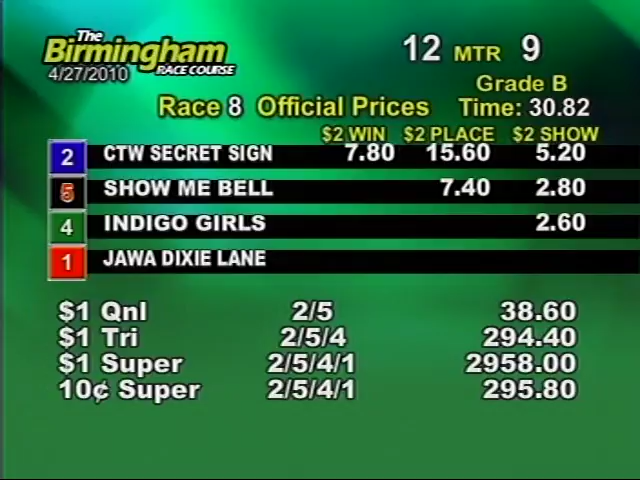 The
Birmingham
RACE COURSE
4/27/2010
12 MTR 9
Grade B
Race 8 Official Prices Time: 30.82
$2 WIN $2 PLACE $2 SHOW
2 CTW SECRET SIGN 7.80 15.60 5.20
5 SHOW ME BELL 7.40 2.80
4 INDIGO GIRLS 2.60
1 JAWA DIXIE LANE
$1 Qnl 2/5 38.60
$1 Tri 2/5/4 294.40
$1 Super 2/5/4/1 2958.00
10¢ Super 2/5/4/1 295.80